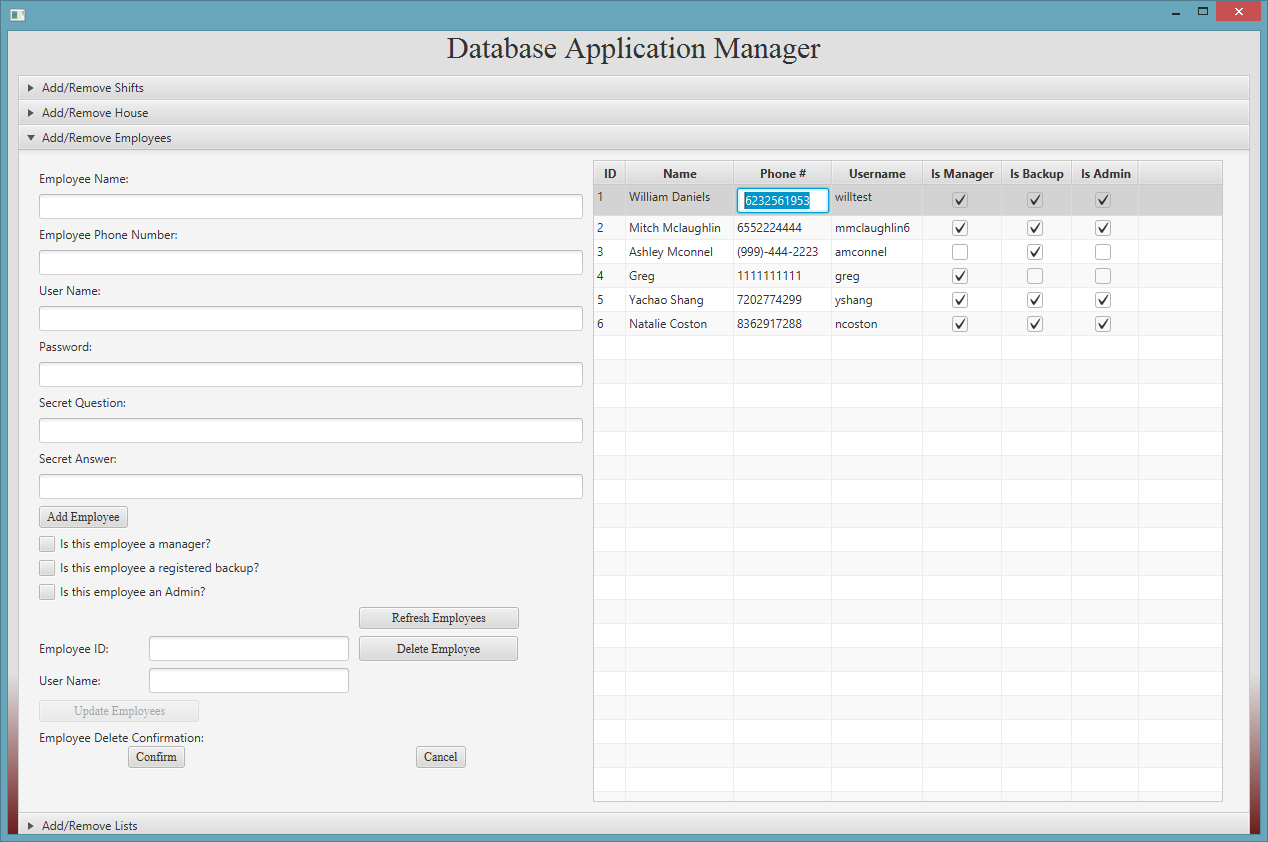 Database Application Manager
Add/Remove Shifts
Add/Remove House
Add/Remove Employees
Employee Name:
Employee Phone Number:
User Name:
Password:
Secret Question:
Secret Answer:
Add Employee
Is this employee a manager?
Is this employee a registered backup?
Is this employee an Admin?
Refresh Employees
Employee ID:
Delete Employee
User Name:
Update Employees
Employee Delete Confirmation:
Confirm Cancel
ID Name Phone # Username Is Manager Is Backup Is Admin
1 William Daniels 6232561953 willtest
2 Mitch Mclaughlin 6552224444 mmclaughlin6
3 Ashley Mconnel (999)-444-2223 amconnel
4 Greg 1111111111 greg
5 Yachao Shang 7202774299 yshang
6 Natalie Coston 8362917288 ncoston
Add/Remove Lists